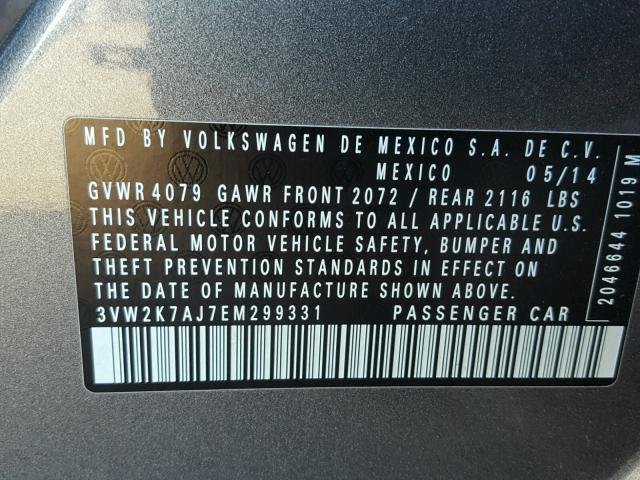 MFD BY VOLKSWAGEN DE MEXICO S.A. DE C.V.
MEXICO 05/14
GVWR 4079 GAWR FRONT 2072 / REAR 2116 LBS
THIS VEHICLE CONFORMS TO ALL APPLICABLE U.S.
FEDERAL MOTOR VEHICLE SAFETY, BUMPER AND
THEFT PREVENTION STANDARDS IN EFFECT ON
THE DATE OF MANUFACTURE SHOWN ABOVE.
3VW2K7AJ7EM299331 PASSENGER CAR
2046644 1019 M